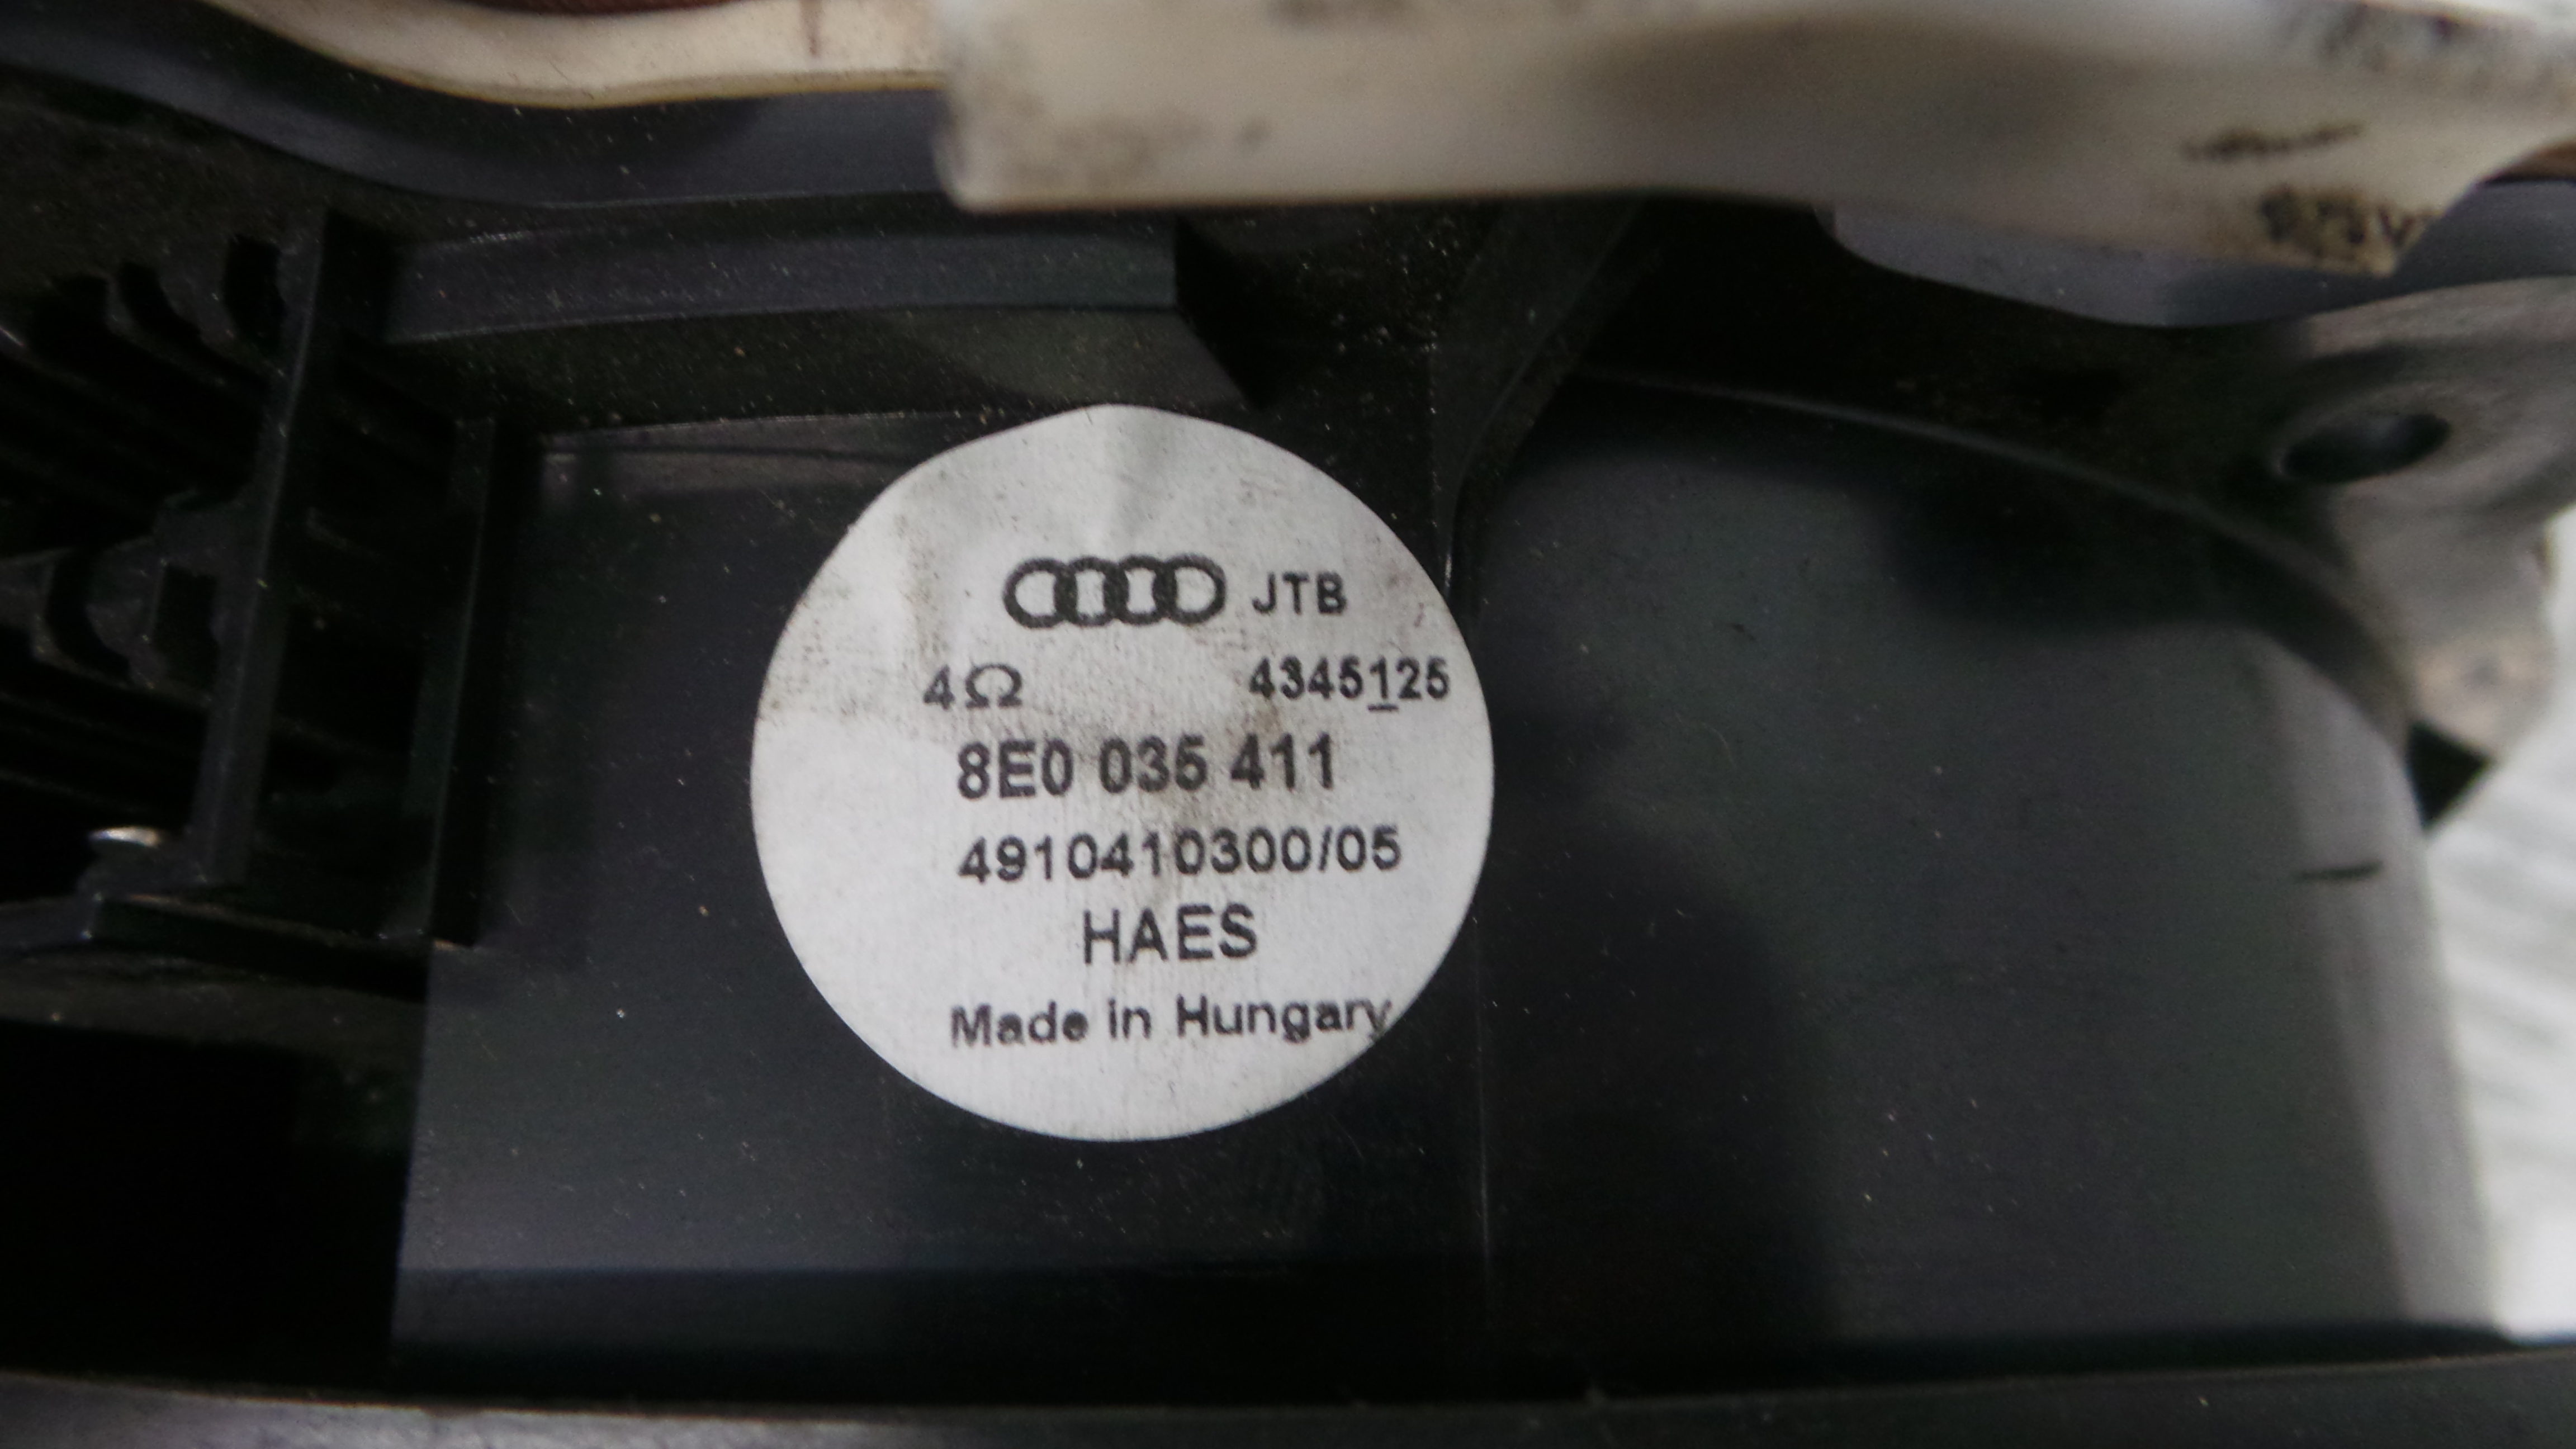 JTB
4Ω 4345125
8E0 035 411
4910410300/05
HAES
Made in Hungary